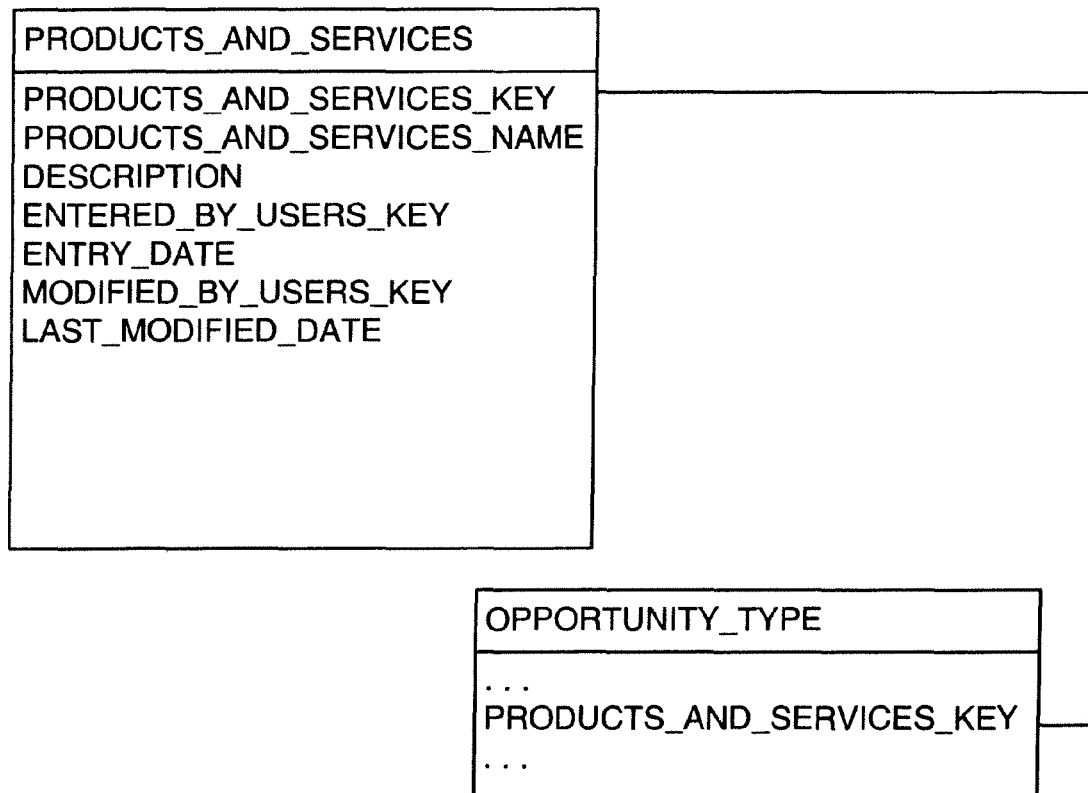 PRODUCTS_AND_SERVICES
PRODUCTS_AND_SERVICES_KEY
PRODUCTS_AND_SERVICES_NAME
DESCRIPTION
ENTERED_BY_USERS_KEY
ENTRY_DATE
MODIFIED_BY_USERS_KEY
LAST_MODIFIED_DATE
OPPORTUNITY_TYPE
. . .
PRODUCTS_AND_SERVICES_KEY
. . .